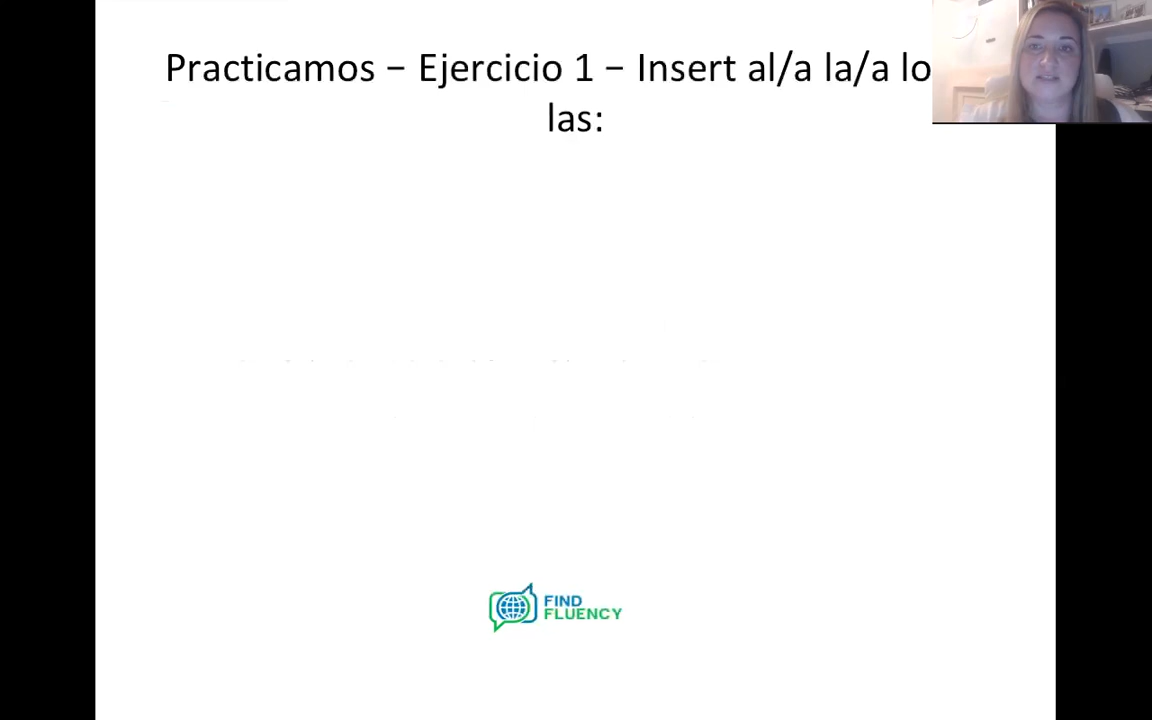 Practicamos – Ejercicio 1 – Insert al/a la/a lo
las:
FIND
FLUENCY